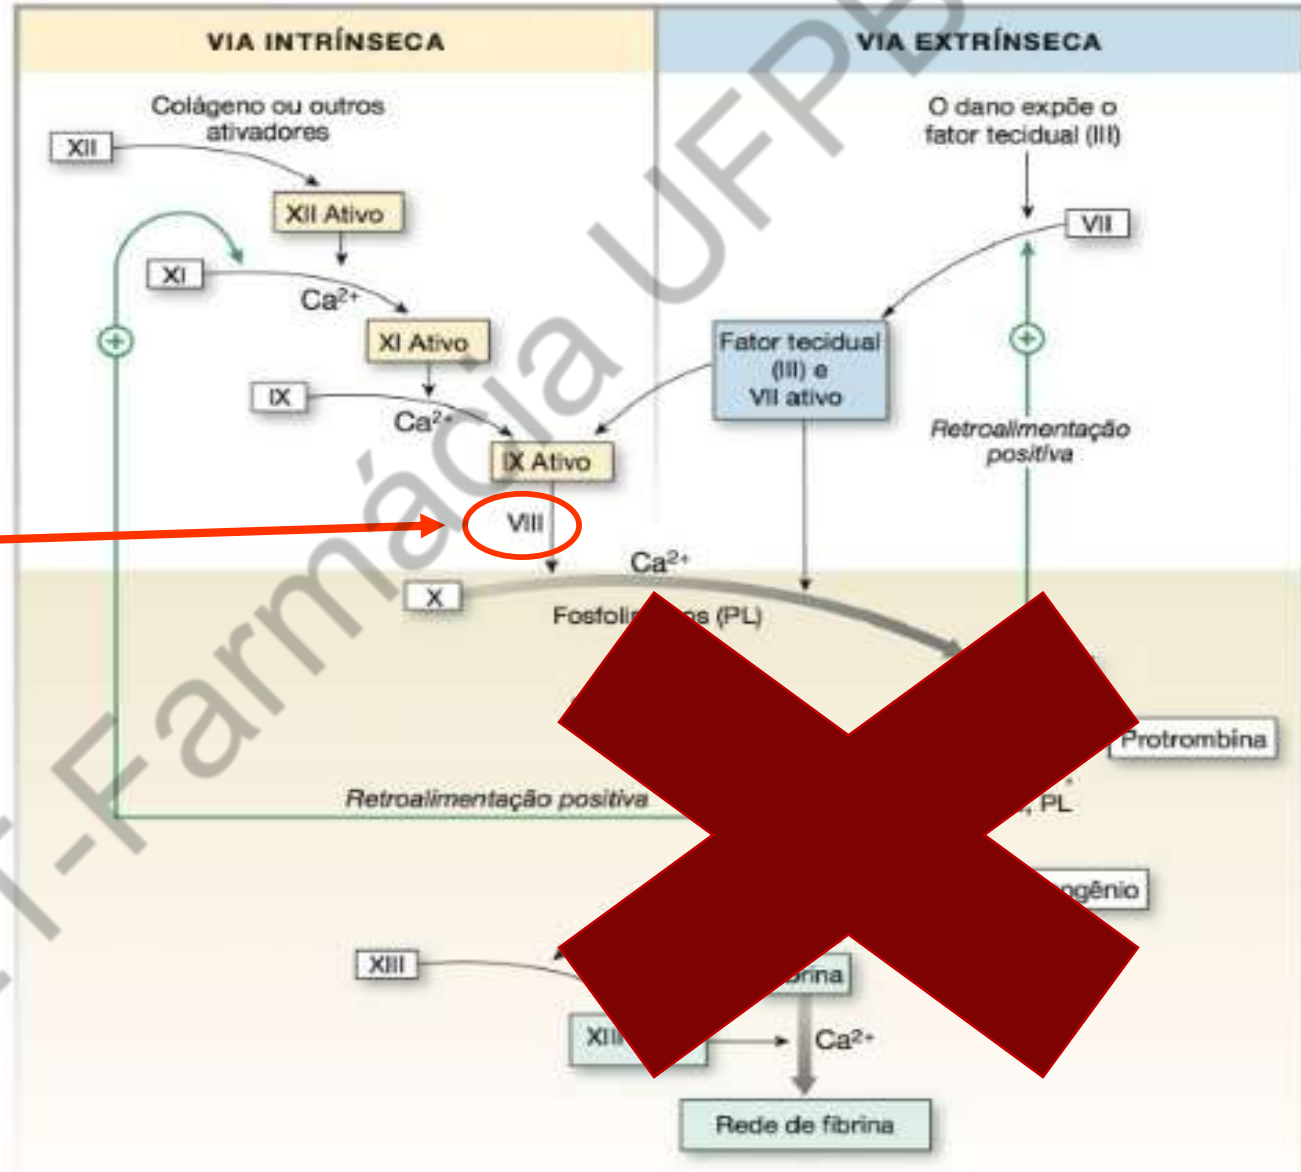 VIA INTRÍNSECA
VIA EXTRÍNSECA
Colágeno ou outros
ativadores
XII
XII Ativo
XI
Ca²⁺
XI Ativo
IX
Ca²⁺
IX Ativo
VIII
O dano expõe o
fator tecidual (III)
VII
Fator tecidual
(III) e
VII ativo
Retroalimentação
positiva
X
Ca²⁺
(PL)
Protrombina
Retroalimentação positiva
, PL
XIII
Ca²⁺
Rede de fibrina
T-Farmácia UFPB